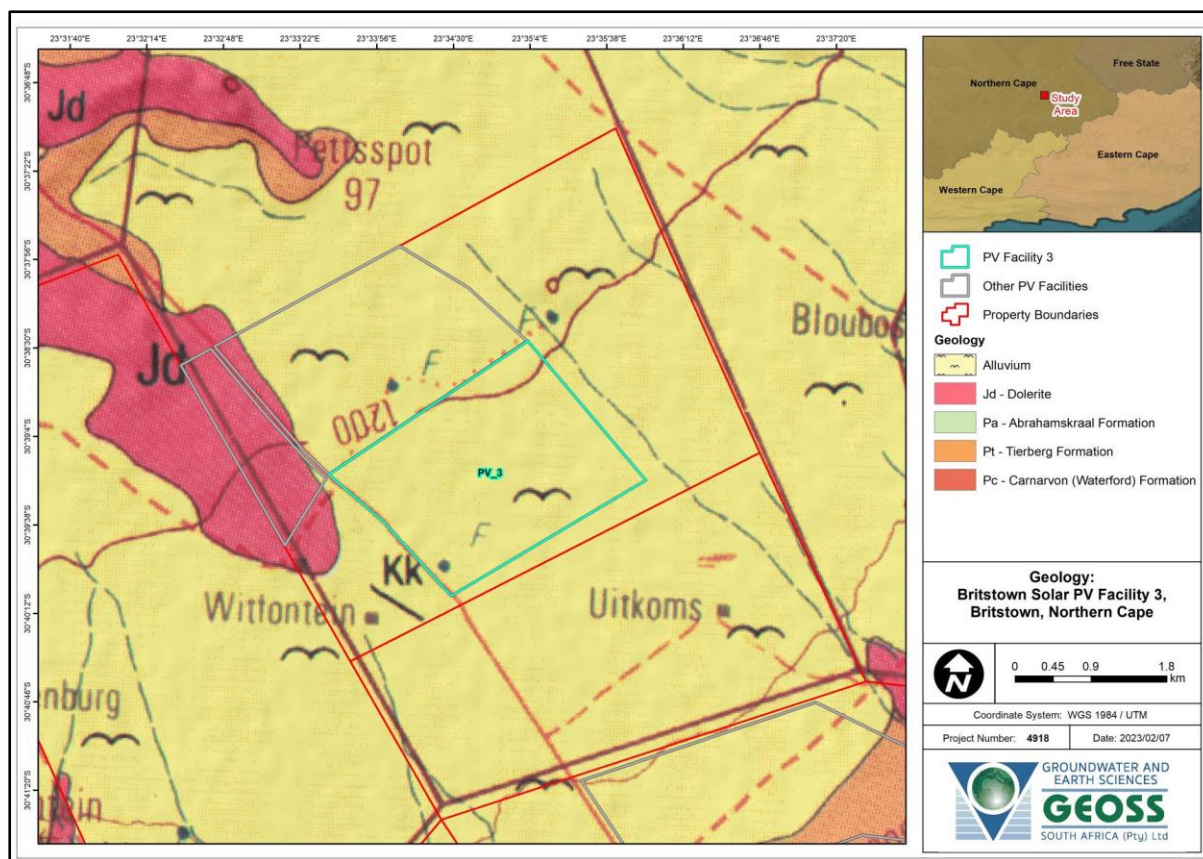 23°31'40"E 23°32'14"E 23°32'48"E 23°33'22"E 23°33'56"E 23°34'30"E 23°35'4"E 23°35'38"E 23°36'12"E 23°36'46"E 23°37'20"E
30°36'48"S
30°37'22"S
30°37'56"S
30°38'30"S
30°39'4"S
30°39'38"S
30°40'12"S
30°40'46"S
30°41'20"S
Jd
Pettsspot
97
Bloubos
F
F
Jd
1200
PV_3
F
Kk
Wittontein
Uitkoms
nburg
tein
Northern Cape
Free State
Study
Area
Eastern Cape
Western Cape
PV Facility 3
Other PV Facilities
Property Boundaries
Geology
Alluvium
Jd - Dolerite
Pa - Abrahamskraal Formation
Pt - Tierberg Formation
Pc - Carnarvon (Waterford) Formation
Geology:
Britstown Solar PV Facility 3,
Britstown, Northern Cape
N
0 0.45 0.9 1.8
km
Coordinate System: WGS 1984 / UTM
Project Number: 4918 Date: 2023/02/07
GROUNDWATER AND
EARTH SCIENCES
GEOSS
SOUTH AFRICA (Pty) Ltd